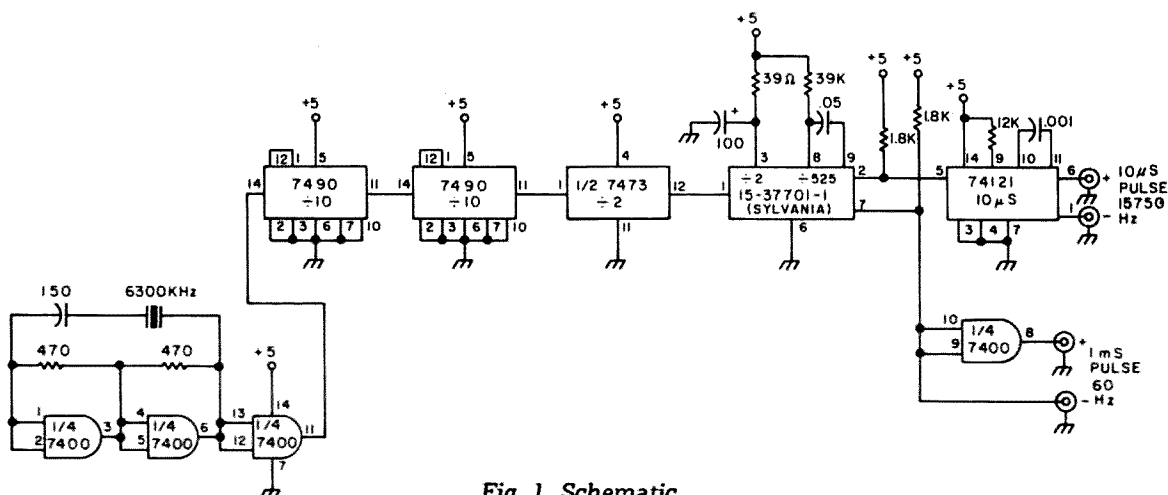 +5
+5
+5
+5
+5
+5
+5
39Ω
39K
.05
+
100
1.8K
1.8K
12K
.001
12 1 5
14 7490 11
÷10
2 3 6 7 10
12 1 5
14 7490 11
÷10
2 3 6 7 10
4
1 1/2 7473 12
÷2
11
3 8 9
1 ÷2 ÷525 2
15-37701-1
(SYLVANIA) 7
6
14 9 10 11
5 74121 6
10µS 1
3 4 7
+ 10µS
PULSE
15750
- Hz
150
6300KHz
470
470
+5
1 1/4 3
2 7400
4 1/4 6
5 7400
13 14 1/4 11
12 7400
7
10 1/4 8
9 7400
+
1mS
PULSE
60
- Hz
Fig. 1. Schematic